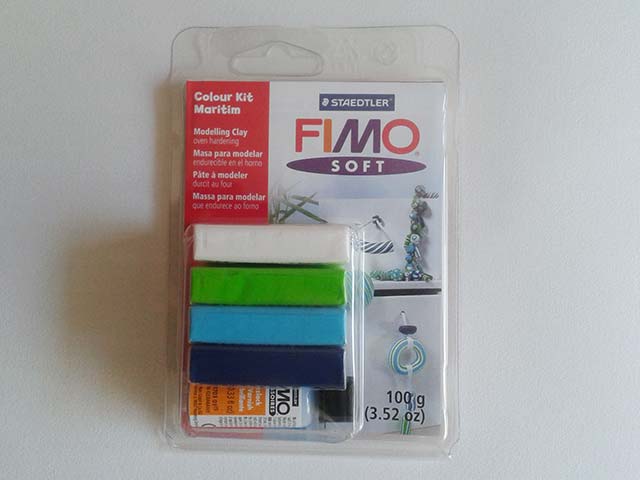 Colour Kit
Maritim
Modelling Clay
oven hardening
Masa para modelar
endurecible en el horno
Pâte à modeler
durcit au four
Massa para modelar
que endurece ao forno
STAEDTLER
FIMO
SOFT
100 g
(3.52 oz)
FIMO